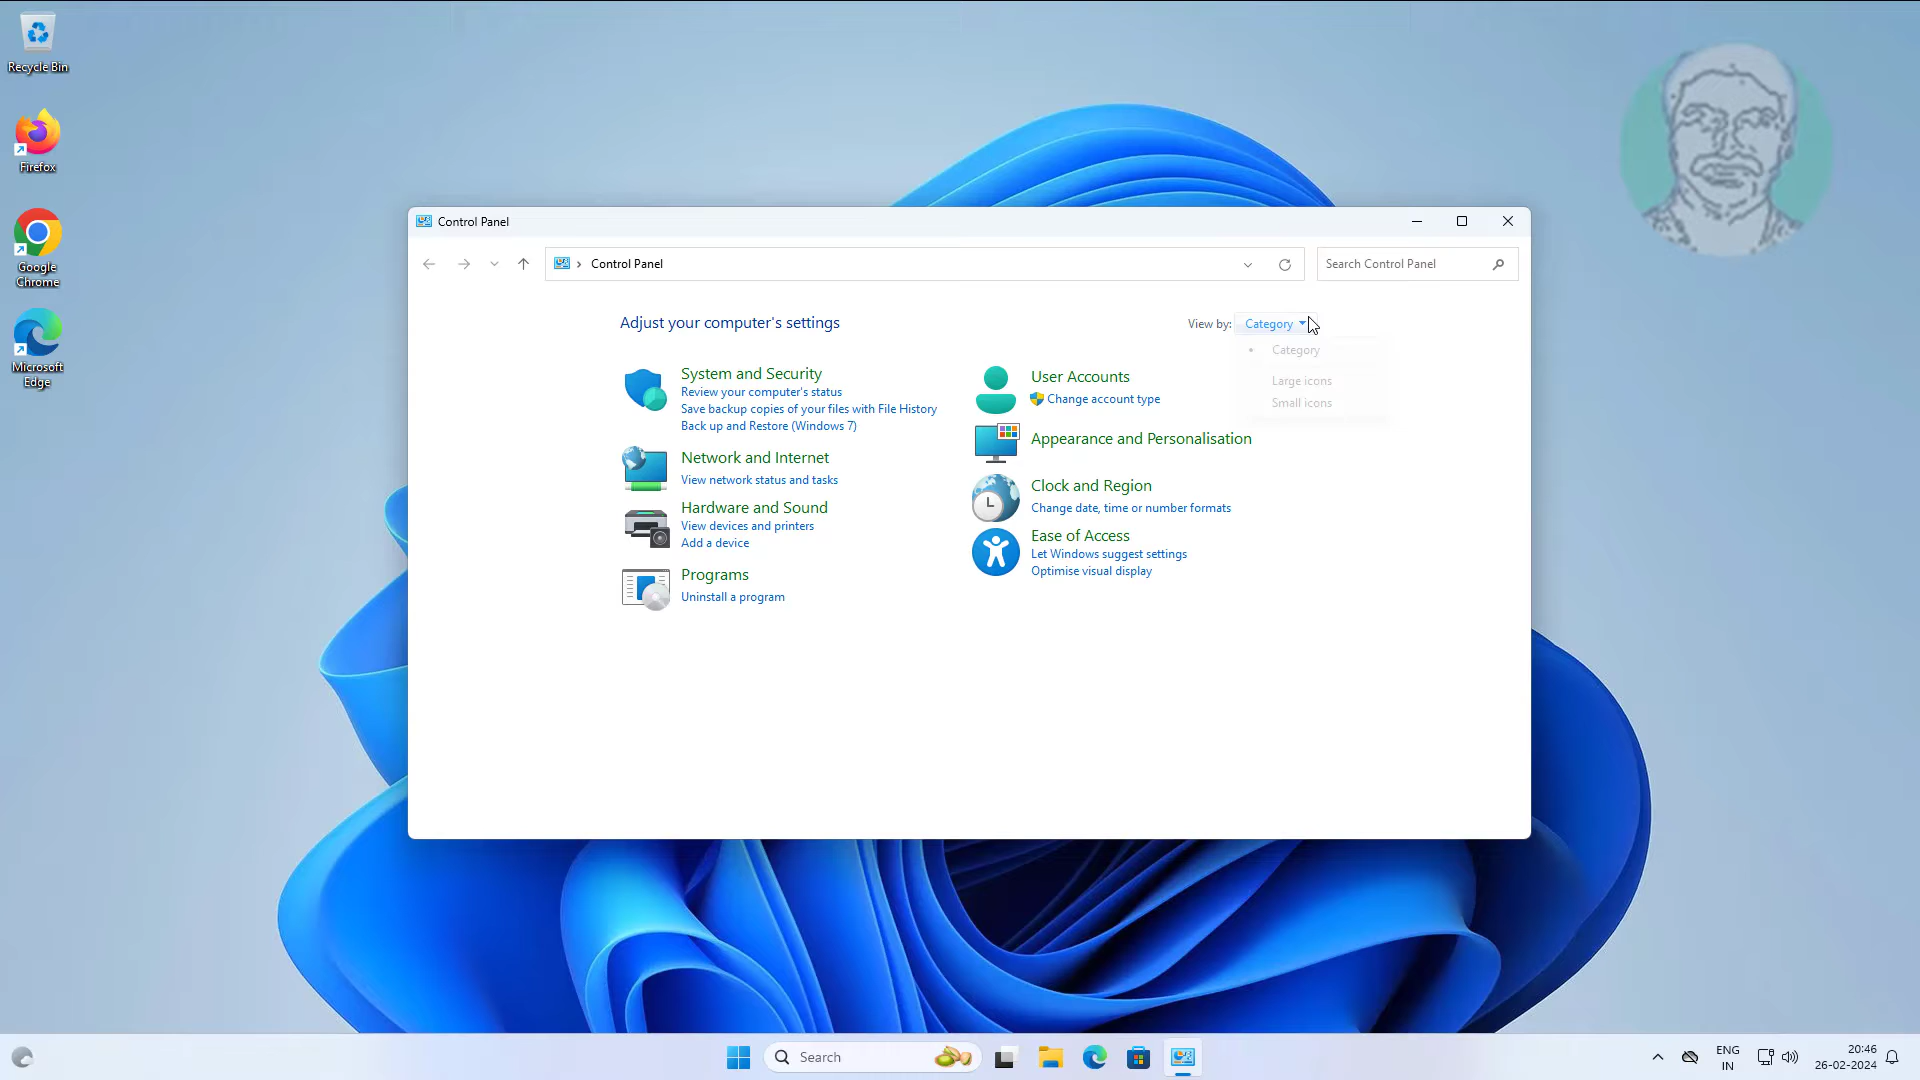 Recycle Bin
Firefox
Google
Chrome
Microsoft
Edge
Control Panel
Control Panel
Search Control Panel
Adjust your computer's settings
View by: Category
Category
Large icons
Small icons
System and Security
Review your computer's status
Save backup copies of your files with File History
Back up and Restore (Windows 7)
Network and Internet
View network status and tasks
Hardware and Sound
View devices and printers
Add a device
Programs
Uninstall a program
User Accounts
Change account type
Appearance and Personalisation
Clock and Region
Change date, time or number formats
Ease of Access
Let Windows suggest settings
Optimise visual display
Search
ENG
IN
20:46
26-02-2024